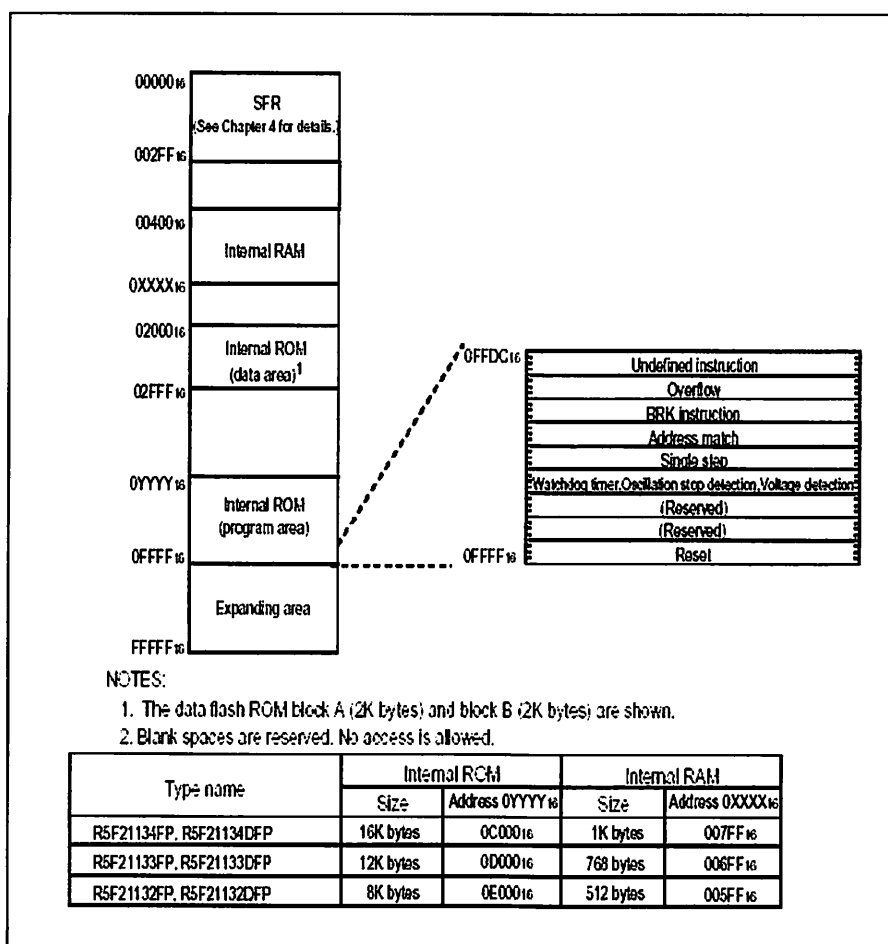 00000₁₆
SFR
(See Chapter 4 for details.)
002FF₁₆
00400₁₆
Internal RAM
0XXXX₁₆
02000₁₆
Internal ROM
(data area)¹
02FFF₁₆
0YYYY₁₆
Internal ROM
(program area)
0FFFF₁₆
Expanding area
FFFFF₁₆
0FFDC₁₆
Undefined instruction
Overflow
BRK instruction
Address match
Single step
Watchdog timer,Oscillation stop detection,Voltage detection
(Reserved)
(Reserved)
Reset
0FFFF₁₆
NOTES:
1. The data flash ROM block A (2K bytes) and block B (2K bytes) are shown.
2. Blank spaces are reserved. No access is allowed.
Type name Internal ROM Internal RAM
Size Address 0YYYY₁₆ Size Address 0XXXX₁₆
R5F21134FP, R5F21134DFP 16K bytes 0C000₁₆ 1K bytes 007FF₁₆
R5F21133FP, R5F21133DFP 12K bytes 0D000₁₆ 768 bytes 006FF₁₆
R5F21132FP, R5F21132DFP 8K bytes 0E000₁₆ 512 bytes 005FF₁₆